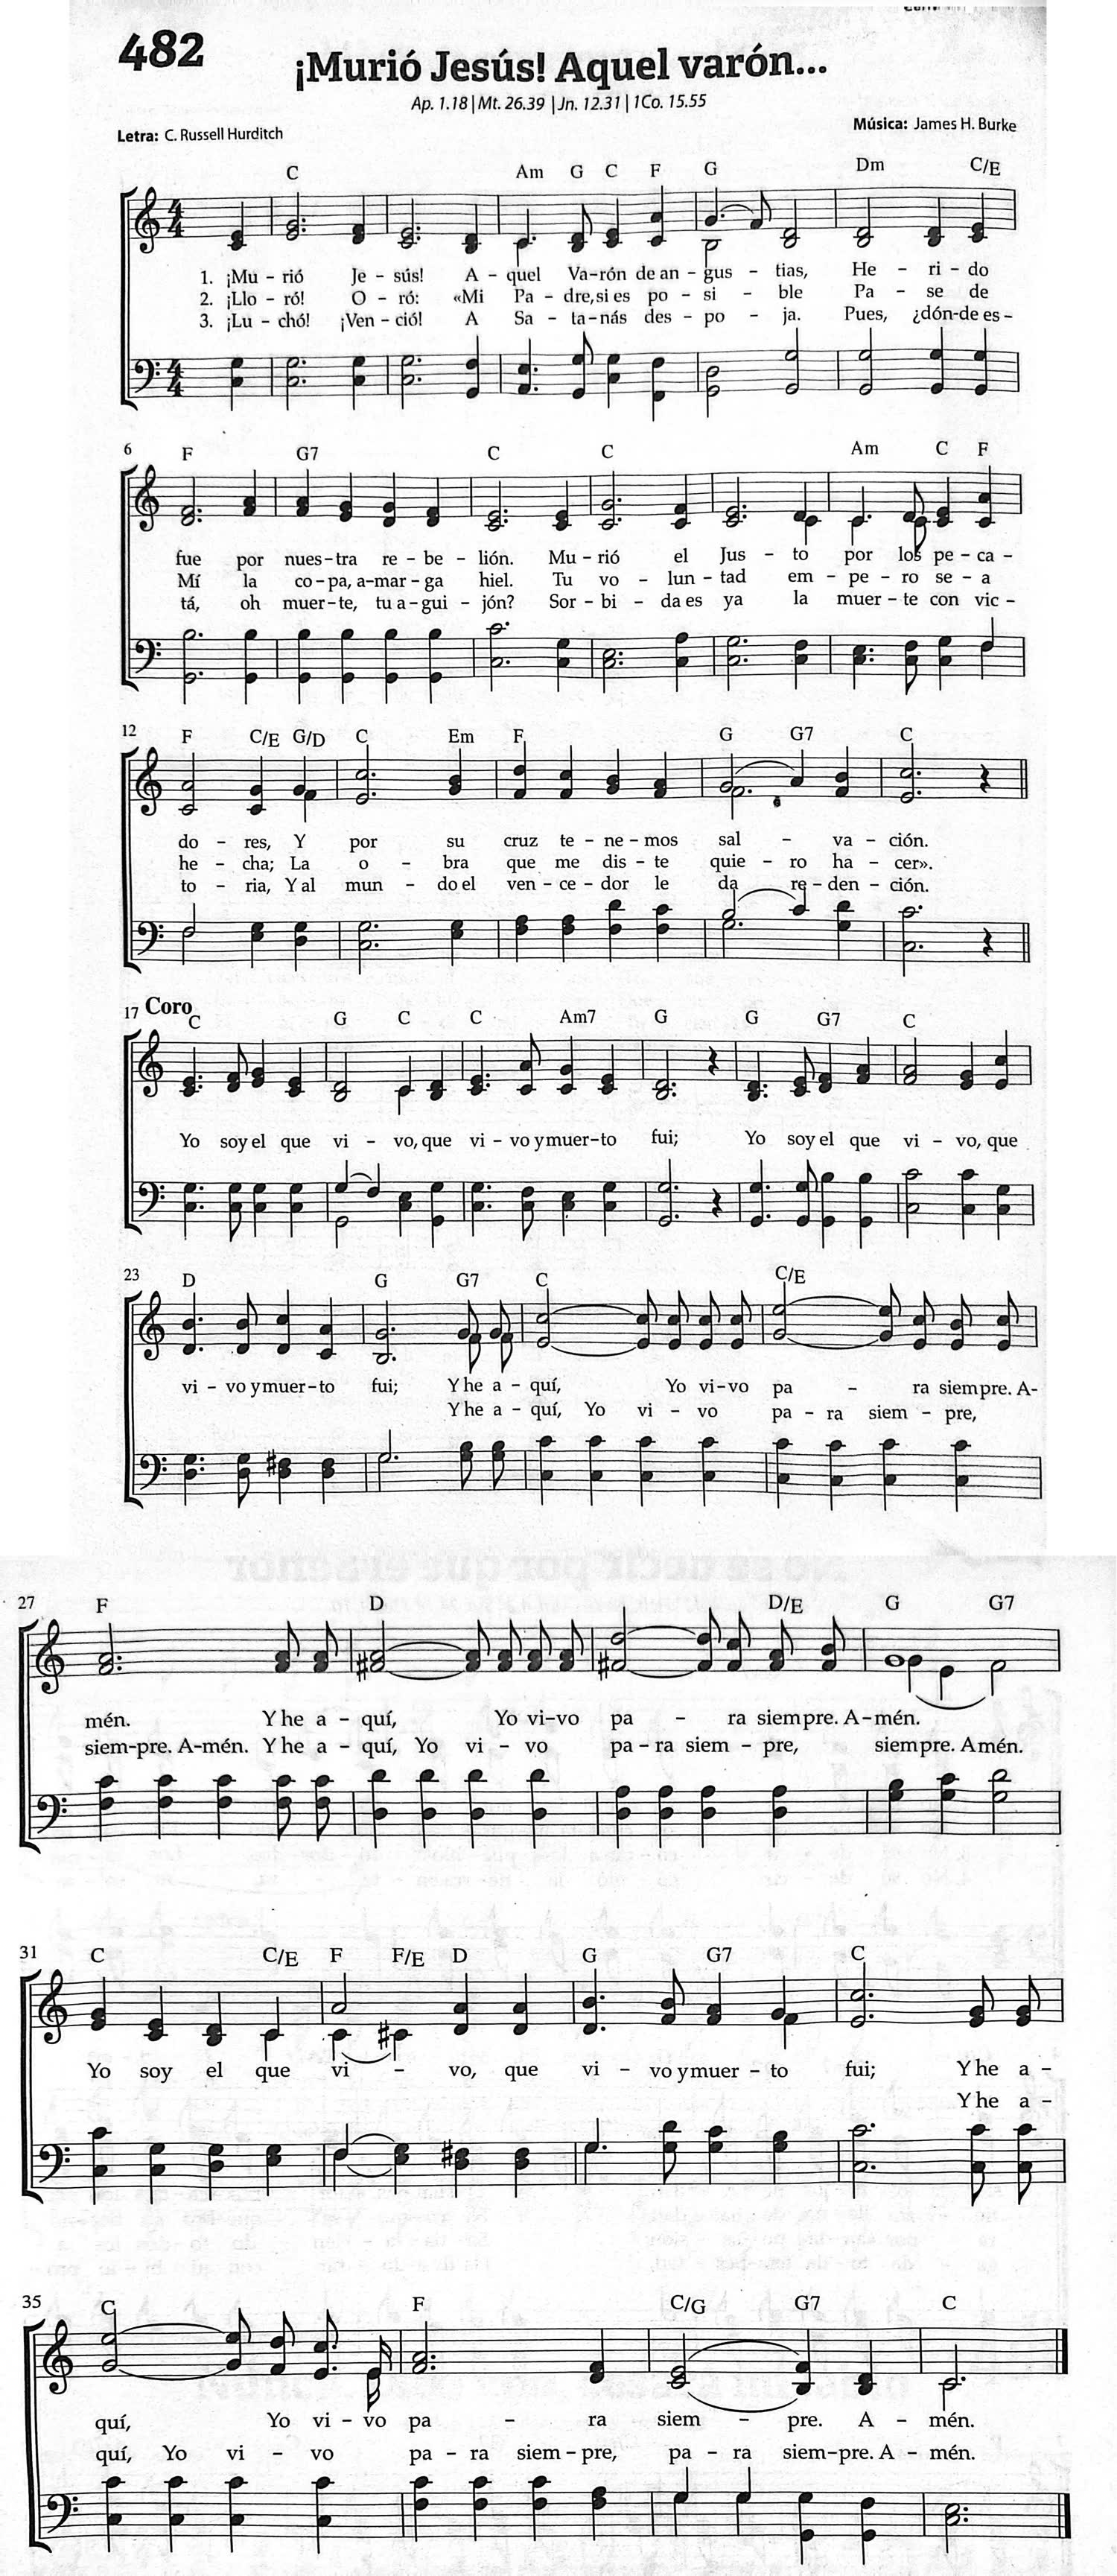 482
¡Murió Jesús! Aquel varón...
Ap. 1.18 | Mt. 26.39 | Jn. 12.31 | 1Co. 15.55
Letra: C. Russell Hurditch
Música: James H. Burke
C Am G C F G Dm C/E
4 4
1. ¡Mu – rió Je – sús! A – quel Va–rón de an – gus – tias, He – ri – do
2. ¡Llo – ró! O – ró: «Mi Pa – dre, si es po – si – ble Pa – se de
3. ¡Lu – chó! ¡Ven – ció! A Sa – ta–nás des – po – ja. Pues, ¿dón–de es –
4 4
6 F G7 C C Am C F
fue por nues–tra re – be – lión. Mu – rió el Jus – to por los pe – ca –
Mí la co – pa, a–mar – ga hiel. Tu vo – lun – tad em – pe – ro se – a
tá, oh muer – te, tu a – gui – jón? Sor – bi – da es ya la muer – te con vic –
12 F C/E G/D C Em F G G7 C
do – res, Y por su cruz te – ne – mos sal – va – ción.
he – cha; La o – bra que me dis – te quie – ro ha – cer».
to – ria, Y al mun – do el ven – ce – dor le da re – den – ción.
17 Coro
C G C C Am7 G G G7 C
Yo soy el que vi – vo, que vi – vo y muer–to fui; Yo soy el que vi – vo, que
23 D G G7 C C/E
vi – vo y muer–to fui; Y he a – quí, Yo vi–vo pa – ra siempre. A-
Y he a – quí, Yo vi – vo pa – ra siem – pre,
27 F D D/E G G7
mén. Y he a – quí, Yo vi–vo pa – ra siempre. A–mén.
siem–pre. A–mén. Y he a – quí, Yo vi – vo pa – ra siem – pre, siempre. Amén.
31 C C/E F F/E D G G7 C
Yo soy el que vi – vo, que vi – vo y muer – to fui; Y he a –
Y he a –
35 C F C/G G7 C
quí, Yo vi – vo pa – ra siem – pre. A – mén.
quí, Yo vi – vo pa – ra siem – pre, pa – ra siem–pre. A – mén.